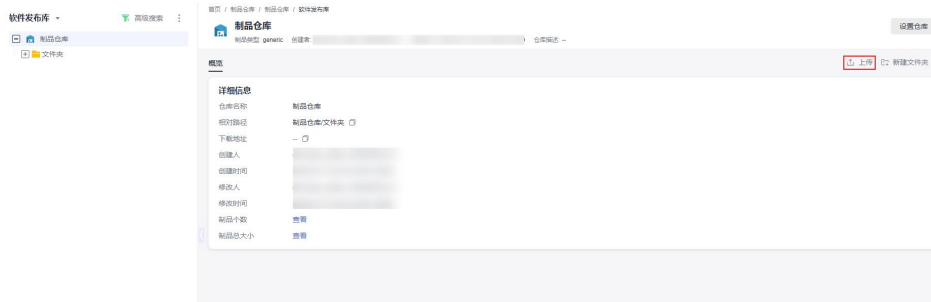 软件发布库
高级搜索
制品仓库
文件夹
首页 / 制品仓库 / 制品仓库 / 软件发布库
制品仓库
制品类型 generic 创建者 仓库描述 --
设置仓库
概览
上传 新建文件夹
详细信息
仓库名称 制品仓库
相对路径 制品仓库/文件夹
下载地址 --
创建人
创建时间
修改人
修改时间
制品个数 查看
制品总大小 查看